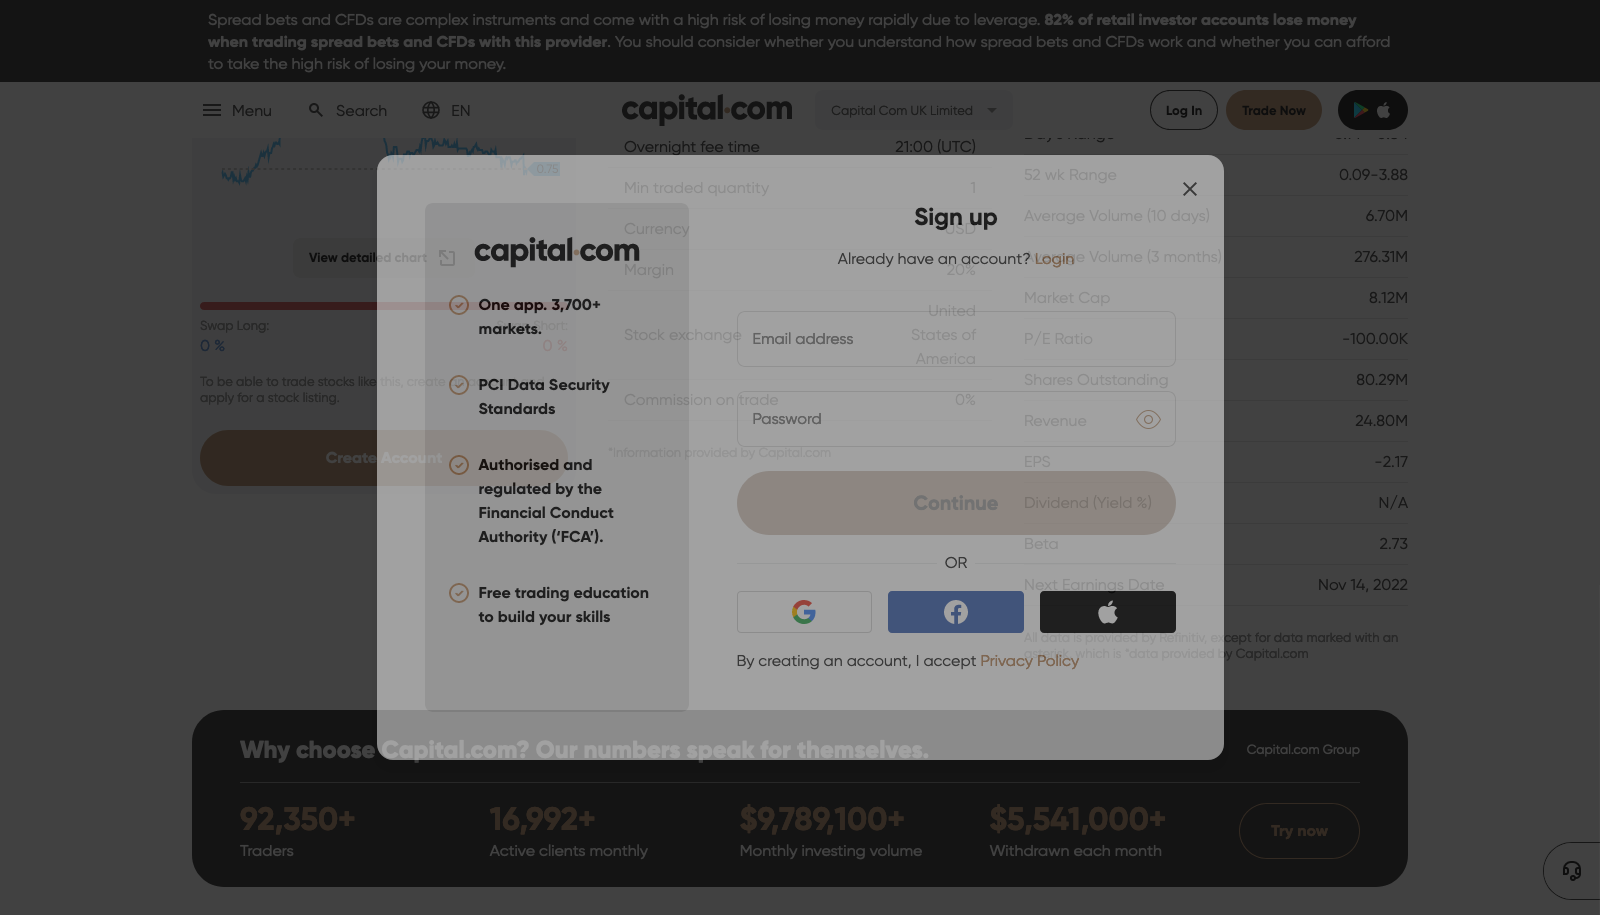 Spread bets and CFDs are complex instruments and come with a high risk of losing money rapidly due to leverage. 82% of retail investor accounts lose money
when trading spread bets and CFDs with this provider. You should consider whether you understand how spread bets and CFDs work and whether you can afford
to take the high risk of losing your money.
Menu
Search
EN
capital.com
Capital Com UK Limited
Log In
Trade Now
0.75
View detailed chart
Swap Long:
0 %
Short:
0 %
To be able to trade stocks like this, create
apply for a stock listing.
Create Account
Overnight fee time 21:00 (UTC)
Min traded quantity 1
Currency USD
Margin 20%
Stock exchange United
States of
America
Commission on trade 0%
*Information provided by Capital.com
52 wk Range 0.09-3.88
Average Volume (10 days) 6.70M
Average Volume (3 months) 276.31M
Market Cap 8.12M
P/E Ratio -100.00K
Shares Outstanding 80.29M
Revenue 24.80M
EPS -2.17
Dividend (Yield %) N/A
Beta 2.73
Next Earnings Date Nov 14, 2022
All data is provided by Refinitiv, except for data marked with an
asterisk, which is *data provided by Capital.com
capital.com
One app. 3,700+
markets.
PCI Data Security
Standards
Authorised and
regulated by the
Financial Conduct
Authority (‘FCA’).
Free trading education
to build your skills
Sign up
Already have an account? Login
Email address
Password
Continue
OR
By creating an account, I accept Privacy Policy
Why choose Capital.com? Our numbers speak for themselves.
Capital.com Group
92,350+
Traders
16,992+
Active clients monthly
$9,789,100+
Monthly investing volume
$5,541,000+
Withdrawn each month
Try now